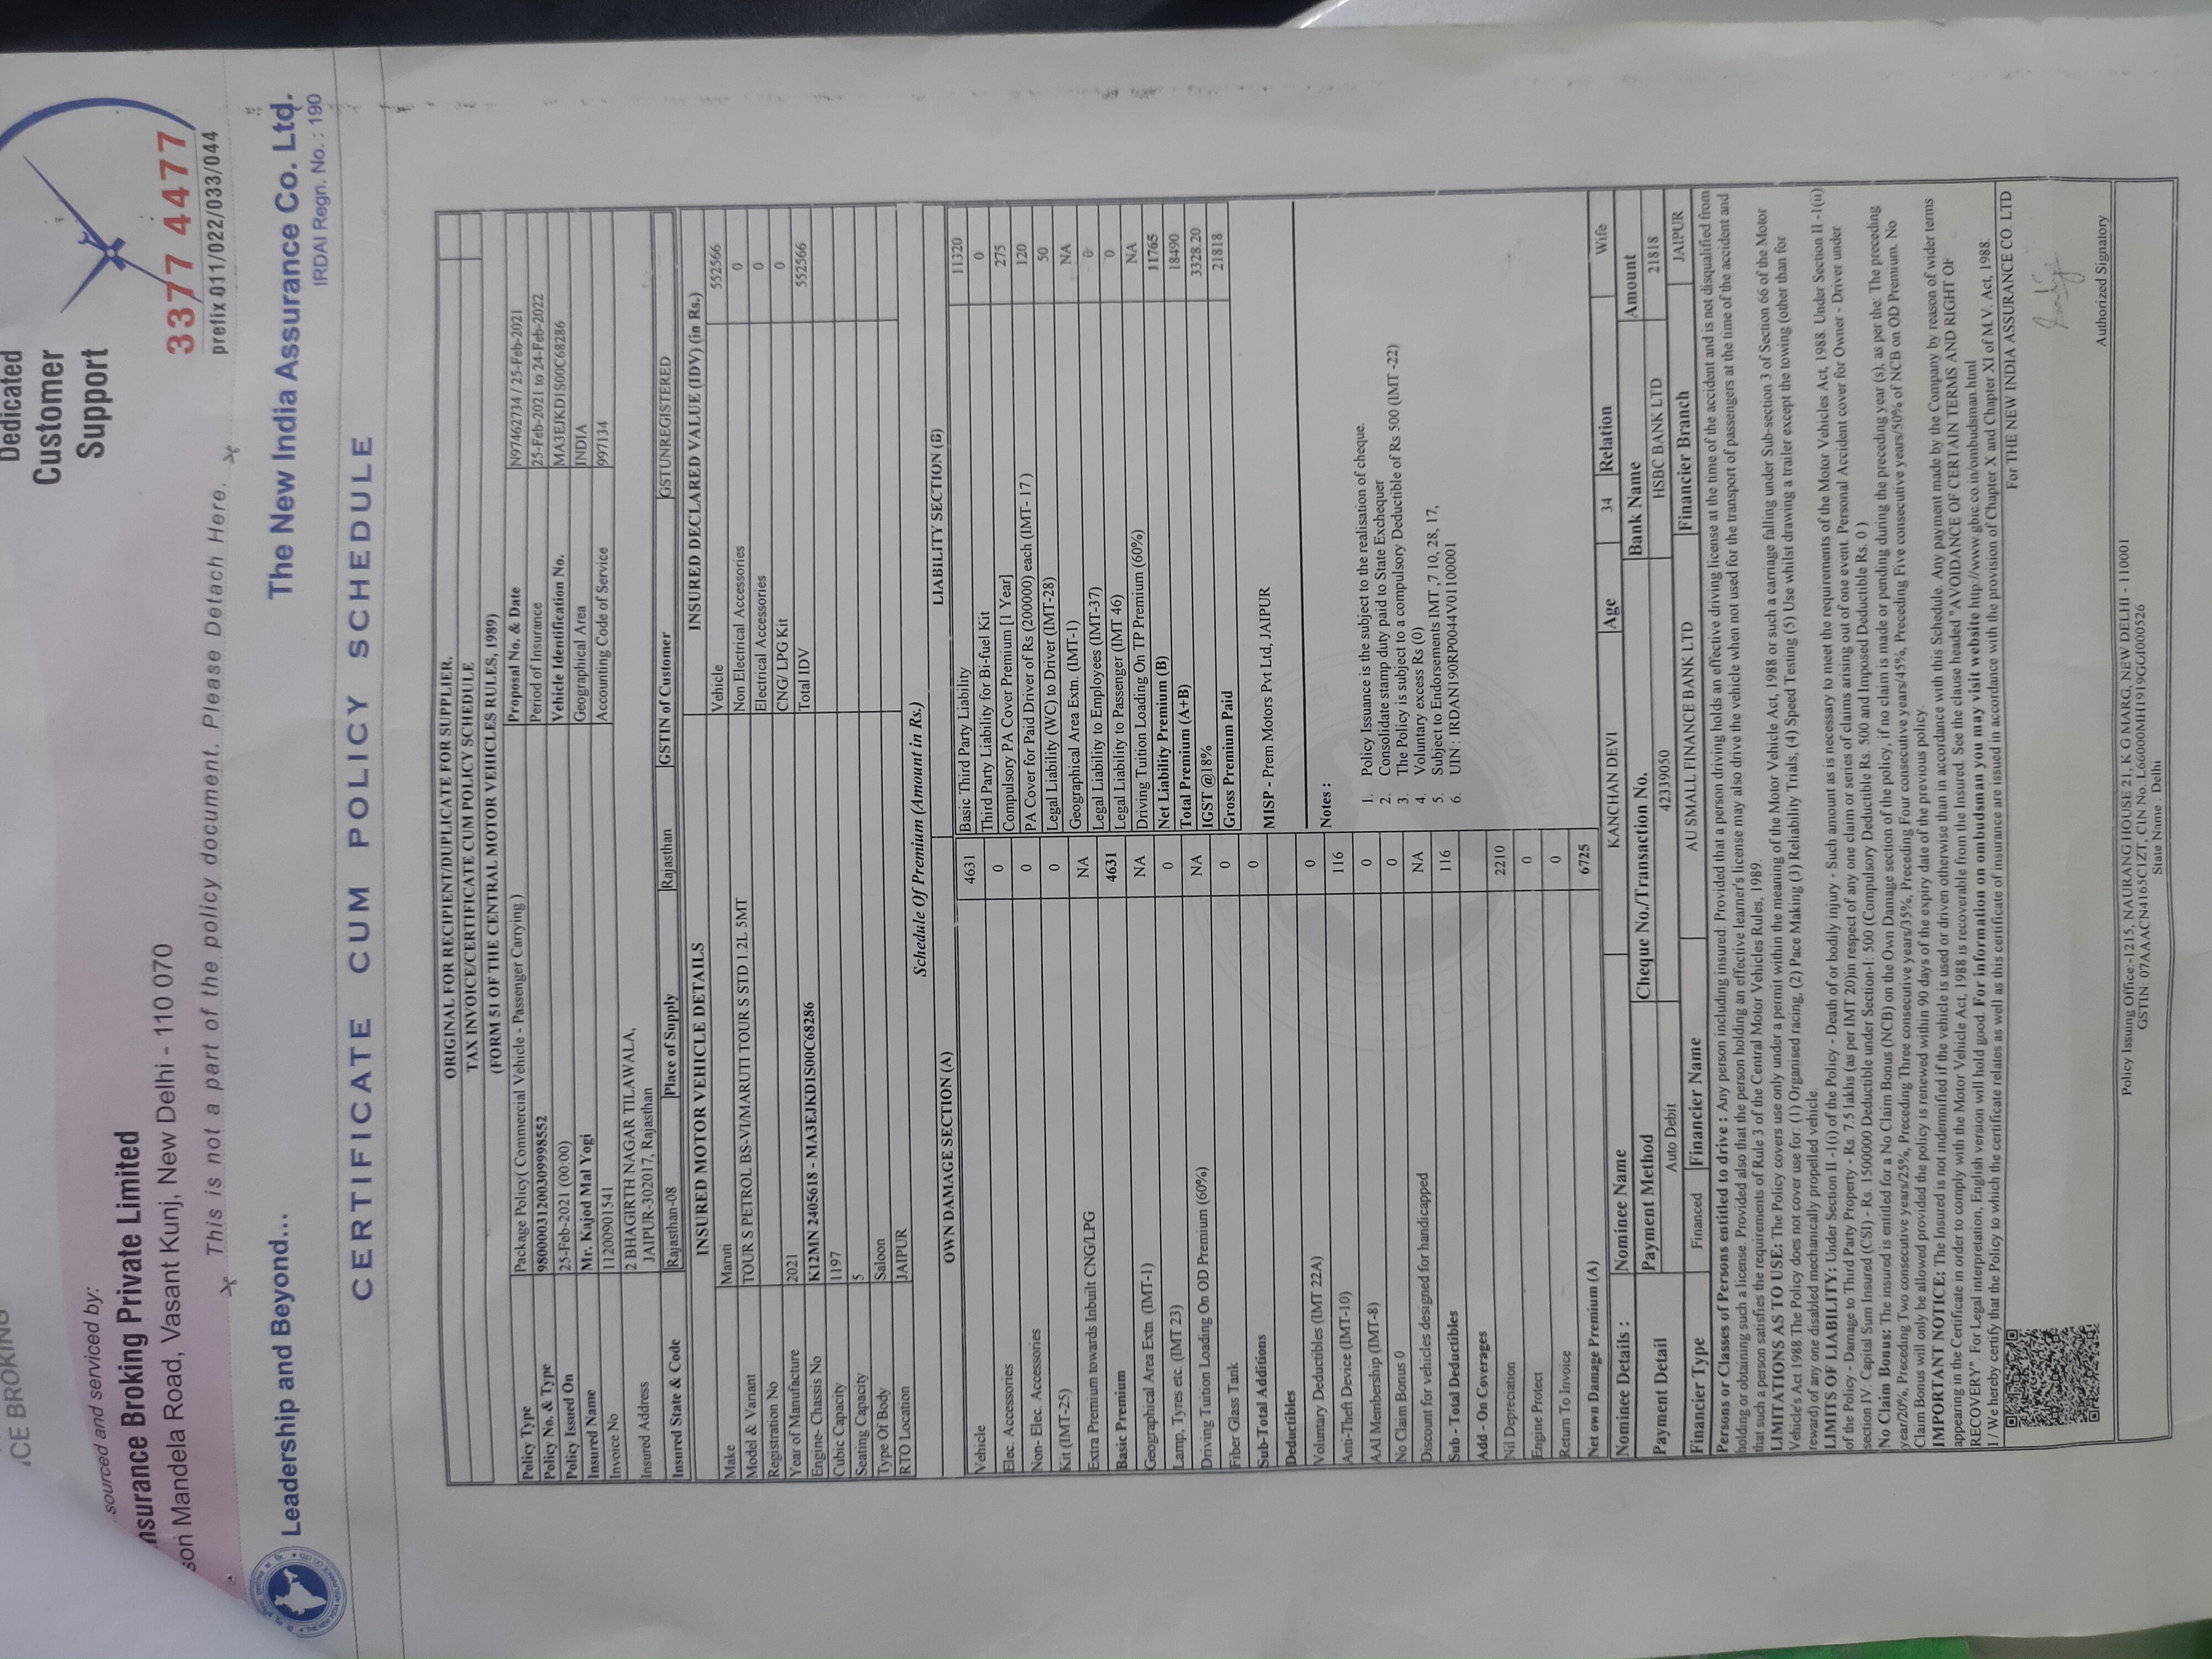 Dedicated
Customer
Support
3377 4477
prefix 011/022/033/044
CE BROKING
sourced and serviced by:
nsurance Broking Private Limited
son Mandela Road, Vasant Kunj, New Delhi - 110 070
This is not a part of the policy document. Please Detach Here.
Leadership and Beyond...
The New India Assurance Co. Ltd.
IRDAI Regn. No. : 190
CERTIFICATE CUM POLICY SCHEDULE
ORIGINAL FOR RECIPIENT/DUPLICATE FOR SUPPLIER.
TAX INVOICE/CERTIFICATE CUM POLICY SCHEDULE
(FORM 51 OF THE CENTRAL MOTOR VEHICLES RULES, 1989)
Policy Type Package Policy( Commercial Vehicle - Passenger Carrying ) Proposal No. & Date N97462734 / 25-Feb-2021
Policy No. & Type 98000031200309998552 Period of Insurance 25-Feb-2021 to 24-Feb-2022
Policy Issued On 25-Feb-2021 (00:00) Vehicle Identification No. MA3EJKD1S00C68286
Insured Name Mr. Kajod Mal Yogi Geographical Area INDIA
Invoice No 11200901541 Accounting Code of Service 997134
Insured Address 2 BHAGIRTH NAGAR TILAWALA,
JAIPUR-302017, Rajasthan
Insured State & Code Rajasthan-08 Place of Supply Rajasthan GSTIN of Customer GSTUNREGISTERED
INSURED MOTOR VEHICLE DETAILS INSURED DECLARED VALUE (IDV) (in Rs.)
Make Maruti Vehicle 552566
Model & Variant TOUR S PETROL BS-VI/MARUTI TOUR S STD 1.2L 5MT Non Electrical Accessories 0
Registration No Electrical Accessories 0
Year of Manufacture 2021 CNG/ LPG Kit 0
Engine- Chassis No K12MN 2405618 - MA3EJKD1S00C68286 Total IDV 552566
Cubic Capacity 1197
Seating Capacity 5
Type Of Body Saloon
RTO Location JAIPUR
Schedule Of Premium (Amount in Rs.)
OWN DAMAGE SECTION (A) LIABILITY SECTION (B)
Vehicle 4631 Basic Third Party Liability 11320
Elec. Accessories 0 Third Party Liability for Bi-fuel Kit 0
Non- Elec. Accessories 0 Compulsory PA Cover Premium [1 Year] 275
Kit (IMT-25) 0 PA Cover for Paid Driver of Rs (200000) each (IMT- 17 ) 120
Extra Premium towards Inbuilt CNG/LPG NA Legal Liability (WC) to Driver (IMT-28) 50
Basic Premium 4631 Geographical Area Extn. (IMT-1) NA
Geographical Area Extn. (IMT-1) NA Legal Liability to Employees (IMT-37) 0
Lamp, Tyres etc. (IMT 23) 0 Legal Liability to Passenger (IMT 46) 0
Driving Tuition Loading On OD Premium (60%) NA Driving Tuition Loading On TP Premium (60%) NA
Fiber Glass Tank 0 Net Liability Premium (B) 11765
Sub-Total Additions 0 Total Premium (A+B) 18490
Deductibles IGST @18% 3328.20
Voluntary Deductibles (IMT 22A) 0 Gross Premium Paid 21818
Anti-Theft Device (IMT-10) 116
AAI Membership (IMT-8) 0
No Claim Bonus 0 0
Discount for vehicles designed for handicapped NA
Sub - Total Deductibles 116
Add - On Coverages
Nil Depreciation 2210
Engine Protect 0
Return To Invoice 0
Net own Damage Premium (A) 6725
MISP - Prem Motors Pvt Ltd, JAIPUR
Notes :
1. Policy Issuance is the subject to the realisation of cheque.
2. Consolidate stamp duty paid to State Exchequer
3. The Policy is subject to a compulsory Deductible of Rs 500 (IMT -22)
4. Voluntary excess Rs (0)
5. Subject to Endorsements IMT ,7 10, 28, 17,
6. UIN : IRDAN190RP0044V01100001
Nominee Details : Nominee Name KANCHAN DEVI Age 34 Relation Wife
Payment Detail Payment Method Cheque No./Transaction No. Bank Name Amount
Auto Debit 42339050 HSBC BANK LTD 21818
Financier Type Financed Financier Name AU SMALL FINANCE BANK LTD Financier Branch JAIPUR
Persons or Classes of Persons entitled to drive : Any person including insured: Provided that a person driving holds an effective driving license at the time of the accident and is not disqualified from
holding or obtaining such a license. Provided also that the person holding an effective learner's license may also drive the vehicle when not used for the transport of passengers at the time of the accident and
that such a person satisfies the requirements of Rule 3 of the Central Motor Vehicles Rules, 1989.
LIMITATIONS AS TO USE: The Policy covers use only under a permit within the meaning of the Motor Vehicle Act, 1988 or such a carriage falling under Sub-section 3 of Section 66 of the Motor
Vehicle's Act 1988.The Policy does not cover use for: (1) Organised racing, (2) Pace Making (3) Reliability Trials, (4) Speed Testing (5) Use whilst drawing a trailer except the towing (other than for
reward) of any one disabled mechanically propelled vehicle
LIMITS OF LIABILITY: Under Section II -1(i) of the Policy - Death of or bodily injury - Such amount as is necessary to meet the requirements of the Motor Vehicles Act, 1988. Under Section II -1(ii)
of the Policy - Damage to Third Party Property - Rs. 7.5 lakhs (as per IMT 20)in respect of any one claim or series of claims arising out of one event. Personal Accident cover for Owner - Driver under
section IV: Capital Sum Insured (CSI) - Rs. 1500000 Deductible under Section-I: 500 (Compulsory Deductible Rs. 500 and Imposed Deductible Rs. 0 )
No Claim Bonus: The insured is entitled for a No Claim Bonus (NCB) on the Own Damage section of the policy, if no claim is made or pending during the preceding year (s), as per the: The preceding
year/20%, Preceding Two consecutive years/25%, Preceding Three consecutive years/35%, Preceding Four consecutive years/45%, Preceding Five consecutive years/50% of NCB on OD Premium. No
Claim Bonus will only be allowed provided the policy is renewed within 90 days of the expiry date of the previous policy.
IMPORTANT NOTICE: The Insured is not indemnified if the vehicle is used or driven otherwise than in accordance with this Schedule. Any payment made by the Company by reason of wider terms
appearing in the Certificate in order to comply with the Motor Vehicle Act, 1988 is recoverable from the Insured. See the clause headed "AVOIDANCE OF CERTAIN TERMS AND RIGHT OF
RECOVERY". For Legal interpretation, English version will hold good. For information on ombudsman you may visit website http://www.gbic.co.in/ombudsman.html
I / We hereby certify that the Policy to which the certificate relates as well as this certificate of insurance are issued in accordance with the provision of Chapter X and Chapter XI of M.V. Act, 1988.
For THE NEW INDIA ASSURANCE CO. LTD
Authorized Signatory
Policy Issuing Office:-1215, NAURANG HOUSE 21, K G MARG, NEW DELHI - 110001
GSTIN: 07AAACN4165C1ZT, CIN No.:L66000MH1919GOI000526
State Name : Delhi